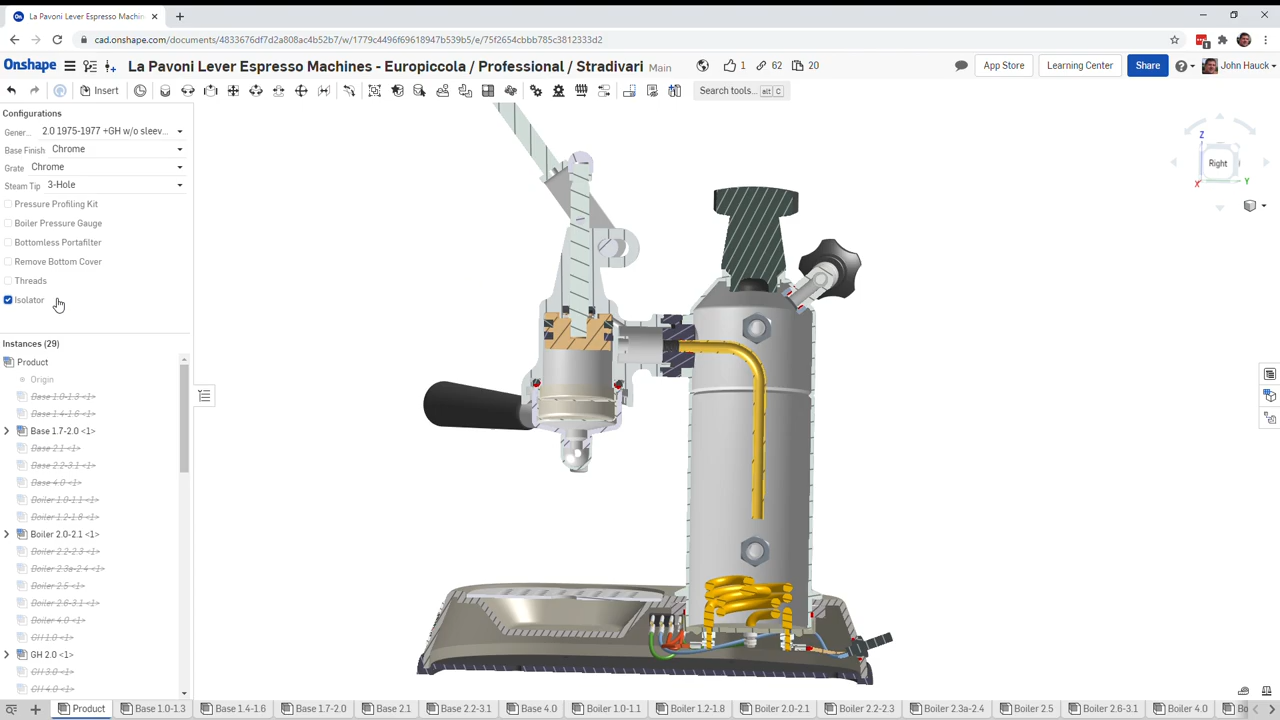 La Pavoni Lever Espresso Machin
cad.onshape.com/documents/4833676df7d2a808ac4b52b7/w/1779c4496f69618947b539b5/e/75f2654cbbb785c3812333d2
1
Onshape
La Pavoni Lever Espresso Machines - Europiccola / Professional / Stradivari
Main
1
62
20
App Store
Learning Center
Share
John Hauck
Insert
Search tools...
alt
C
Configurations
Gener... 2.0 1975-1977 +GH w/o sleev...
Base Finish Chrome
Grate Chrome
Steam Tip 3-Hole
Pressure Profiling Kit
Boiler Pressure Gauge
Bottomless Portafilter
Remove Bottom Cover
Threads
Isolator
Instances (29)
Product
Origin
Base 1.0-1.3 <1>
Base 1.4-1.6 <1>
Base 1.7-2.0 <1>
Base 2.1 <1>
Base 2.2-3.1 <1>
Base 4.0 <1>
Boiler 1.0-1.1 <1>
Boiler 1.2-1.8 <1>
Boiler 2.0-2.1 <1>
Boiler 2.2-2.3 <1>
Boiler 2.3a-2.4 <1>
Boiler 2.5 <1>
Boiler 2.6-3.1 <1>
Boiler 4.0 <1>
GH 1.0 <1>
GH 2.0 <1>
GH 3.0 <1>
GH 4.0 <1>
Z
Right
X
Y
Product
Base 1.0-1.3
Base 1.4-1.6
Base 1.7-2.0
Base 2.1
Base 2.2-3.1
Base 4.0
Boiler 1.0-1.1
Boiler 1.2-1.8
Boiler 2.0-2.1
Boiler 2.2-2.3
Boiler 2.3a-2.4
Boiler 2.5
Boiler 2.6-3.1
Boiler 4.0
Bo